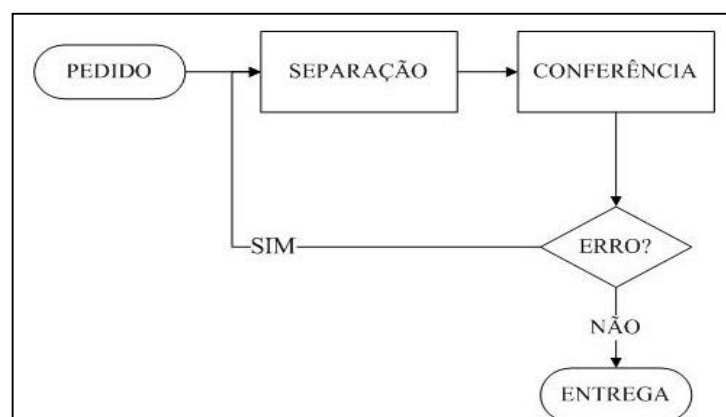 PEDIDO
SEPARAÇÃO
CONFERÊNCIA
SIM
ERRO?
NÃO
ENTREGA